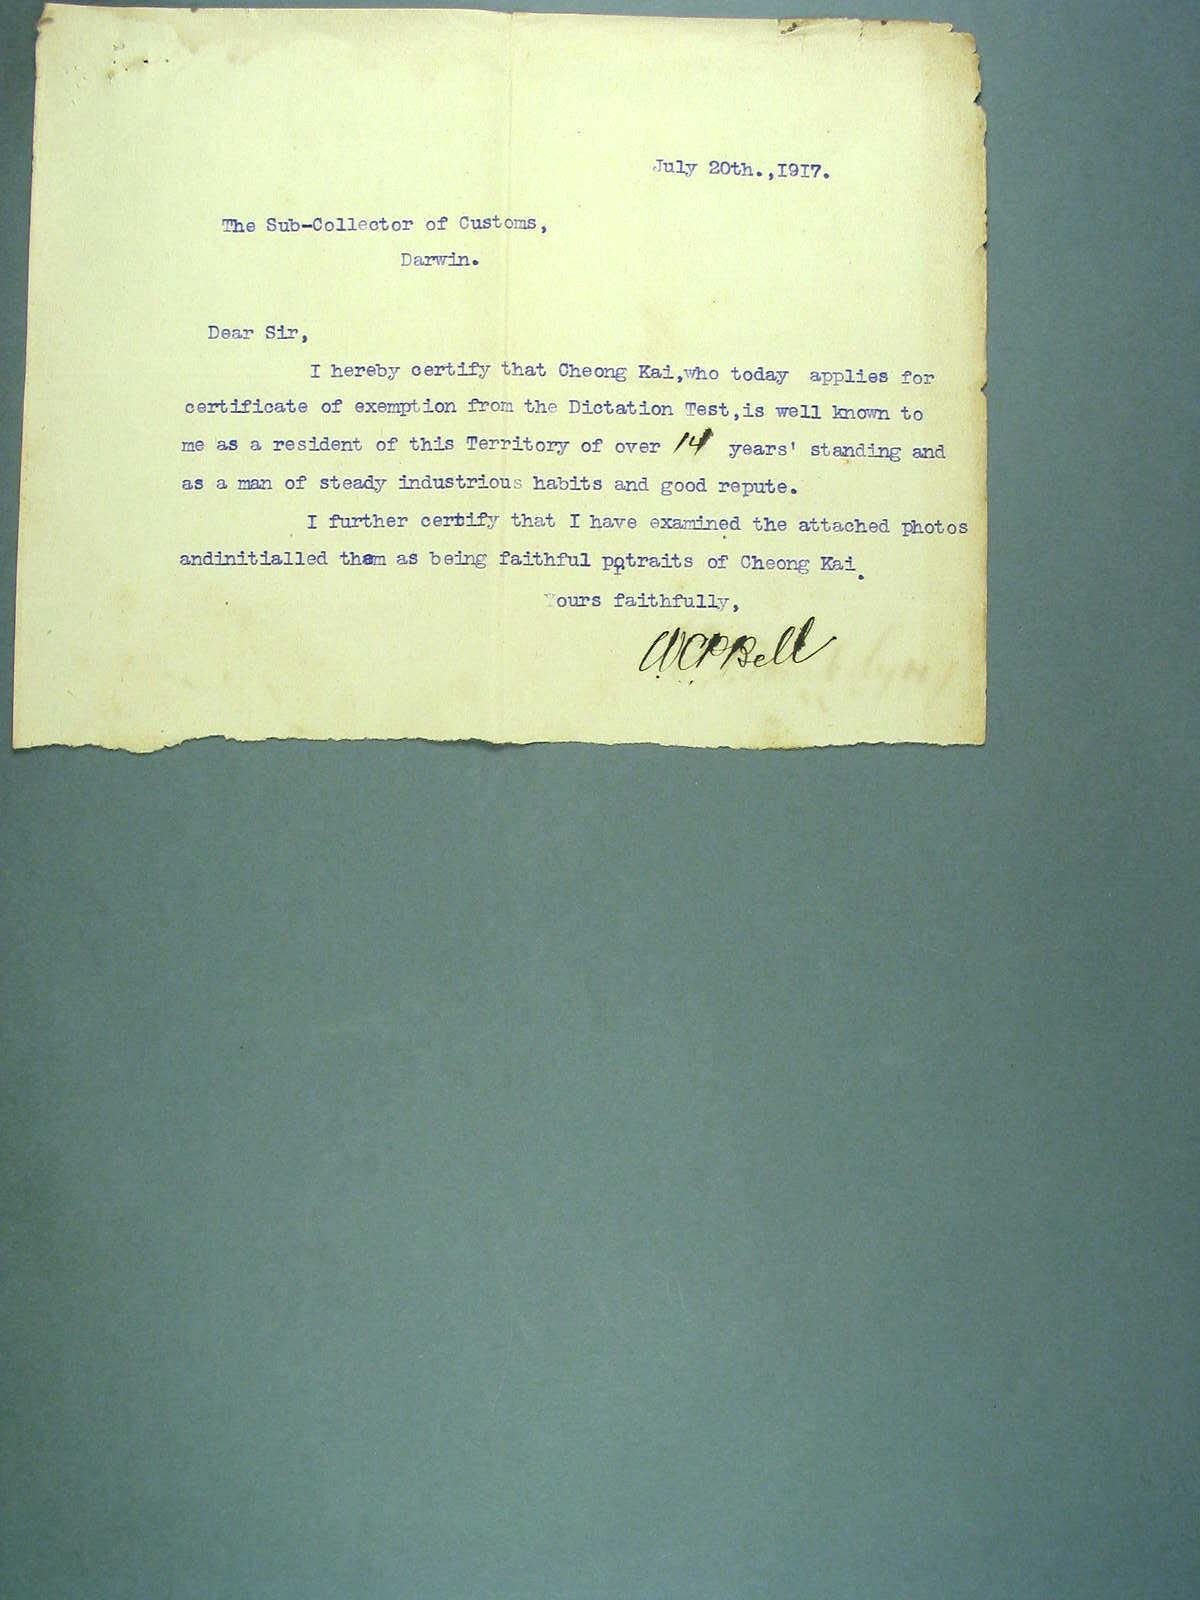 July 20th.,I9I7.
The Sub-Collector of Customs,
Darwin.
Dear Sir,
I hereby certify that Cheong Kai,who today applies for
certificate of exemption from the Dictation Test,is well known to
me as a resident of this Territory of over 14 years' standing and
as a man of steady industrious habits and good repute.
I further certify that I have examined the attached photos
andinitialled them as being faithful potraits of Cheong Kai.
Yours faithfully,
WCPBell